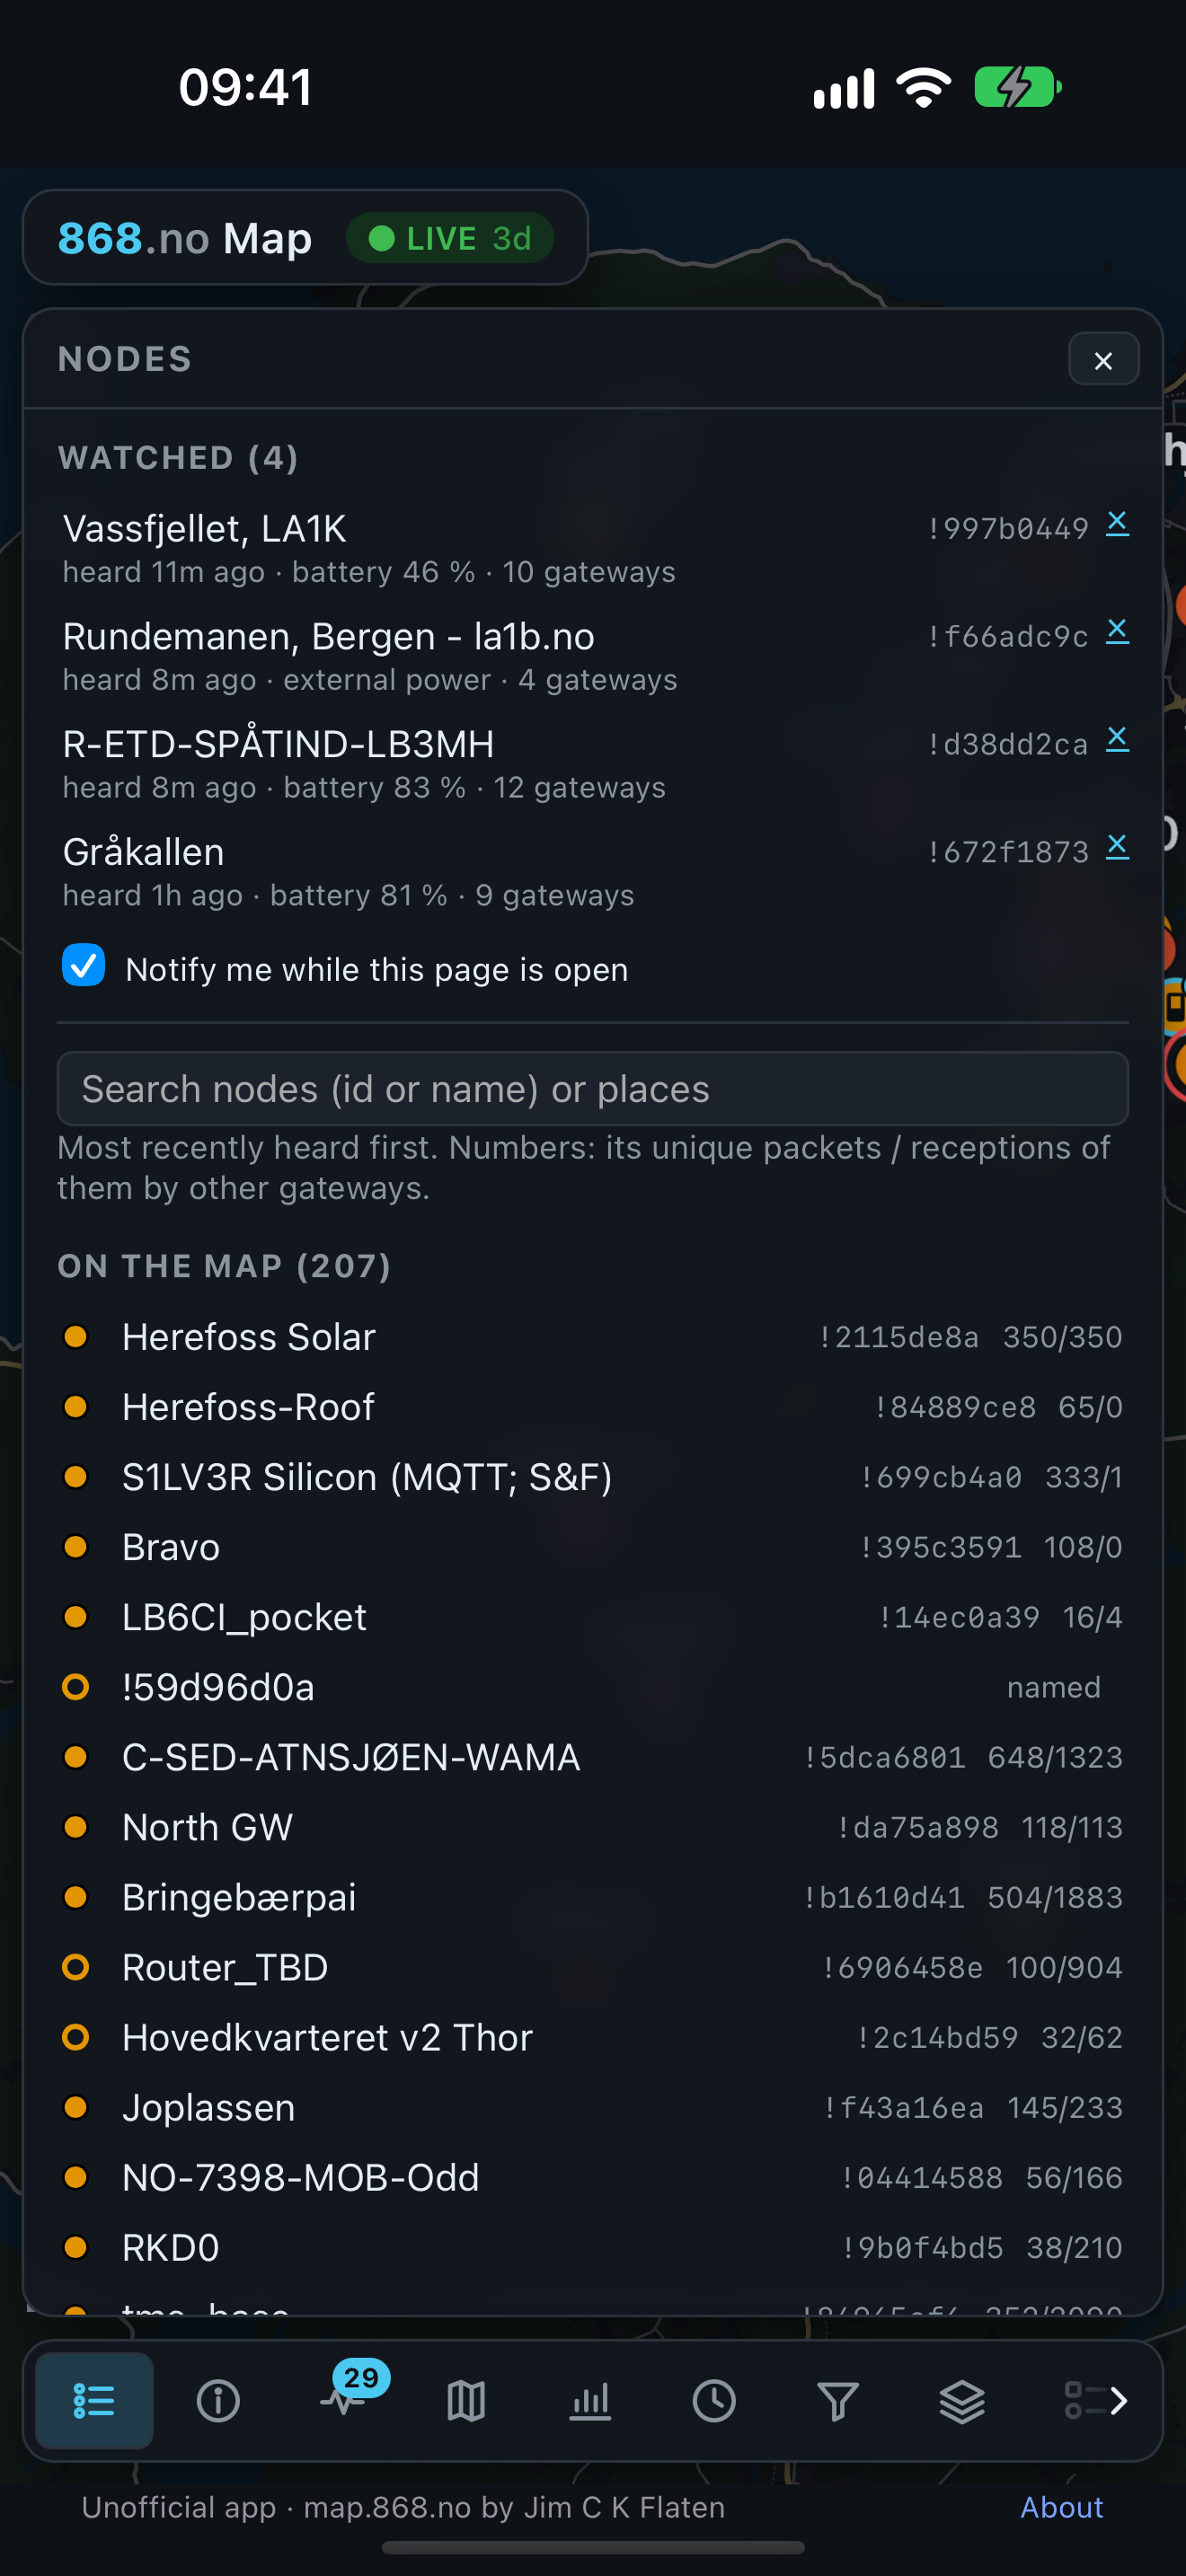 09:41
868.no Map LIVE 3d
NODES ×
WATCHED (4)
Vassfjellet, LA1K !997b0449 ×
heard 11m ago · battery 46 % · 10 gateways
Rundemanen, Bergen - la1b.no !f66adc9c ×
heard 8m ago · external power · 4 gateways
R-ETD-SPÅTIND-LB3MH !d38dd2ca ×
heard 8m ago · battery 83 % · 12 gateways
Gråkallen !672f1873 ×
heard 1h ago · battery 81 % · 9 gateways
Notify me while this page is open
Search nodes (id or name) or places
Most recently heard first. Numbers: its unique packets / receptions of
them by other gateways.
ON THE MAP (207)
Herefoss Solar !2115de8a 350/350
Herefoss-Roof !84889ce8 65/0
S1LV3R Silicon (MQTT; S&F) !699cb4a0 333/1
Bravo !395c3591 108/0
LB6CI_pocket !14ec0a39 16/4
!59d96d0a named
C-SED-ATNSJØEN-WAMA !5dca6801 648/1323
North GW !da75a898 118/113
Bringebærpai !b1610d41 504/1883
Router_TBD !6906458e 100/904
Hovedkvarteret v2 Thor !2c14bd59 32/62
Joplassen !f43a16ea 145/233
NO-7398-MOB-Odd !04414588 56/166
RKD0 !9b0f4bd5 38/210
29
Unofficial app · map.868.no by Jim C K Flaten About